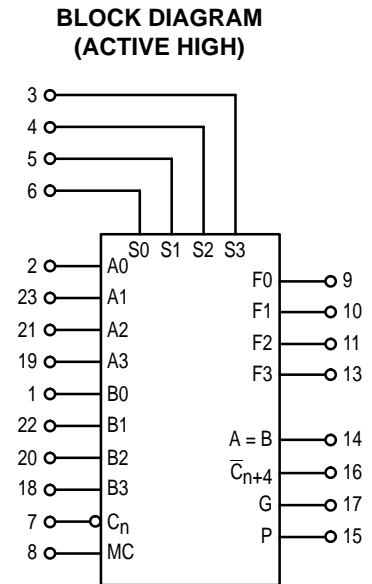 BLOCK DIAGRAM
(ACTIVE HIGH)
3
4
5
6
S0 S1 S2 S3
2 A0
23 A1
21 A2
19 A3
1 B0
22 B1
20 B2
18 B3
7 Cn
8 MC
F0 9
F1 10
F2 11
F3 13
A = B 14
C̅n+4 16
G 17
P 15